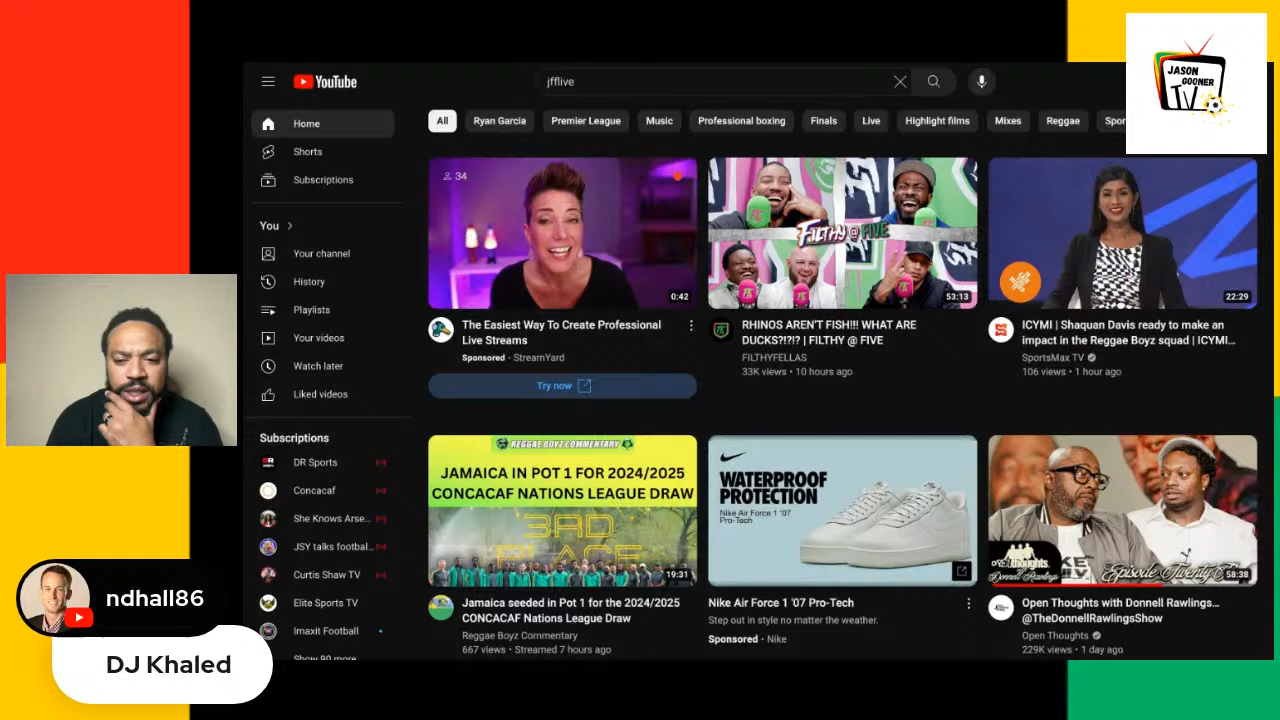 JASON
GOONER
TV
YouTube
jfflive
Home
Shorts
Subscriptions
You
Your channel
History
Playlists
Your videos
Watch later
Liked videos
Subscriptions
DR Sports
Concacaf
She Knows Arse...
JSY talks footbal...
Curtis Shaw TV
Elite Sports TV
Imaxit Football
Show 90 more
All
Ryan Garcia
Premier League
Music
Professional boxing
Finals
Live
Highlight films
Mixes
Reggae
Spor
34
0:42
The Easiest Way To Create Professional
Live Streams
Sponsored · StreamYard
Try now
FILTHY @ FIVE
53:13
RHINOS AREN'T FISH!!! WHAT ARE
DUCKS?!?!? | FILTHY @ FIVE
FILTHYFELLAS
33K views · 10 hours ago
22:29
ICYMI | Shaquan Davis ready to make an
impact in the Reggae Boyz squad | ICYMI...
SportsMax TV
106 views · 1 hour ago
REGGAE BOYZ COMMENTARY
JAMAICA IN POT 1 FOR 2024/2025
CONCACAF NATIONS LEAGUE DRAW
3RD
PLACE
19:31
Jamaica seeded in Pot 1 for the 2024/2025
CONCACAF Nations League Draw
Reggae Boyz Commentary
667 views · Streamed 7 hours ago
WATERPROOF
PROTECTION
Nike Air Force 1 '07
Pro-Tech
Nike Air Force 1 '07 Pro-Tech
Step out in style no matter the weather.
Sponsored · Nike
58:38
Open Thoughts with Donnell Rawlings...
@TheDonnellRawlingsShow
Open Thoughts
229K views · 1 day ago
ndhall86
DJ Khaled